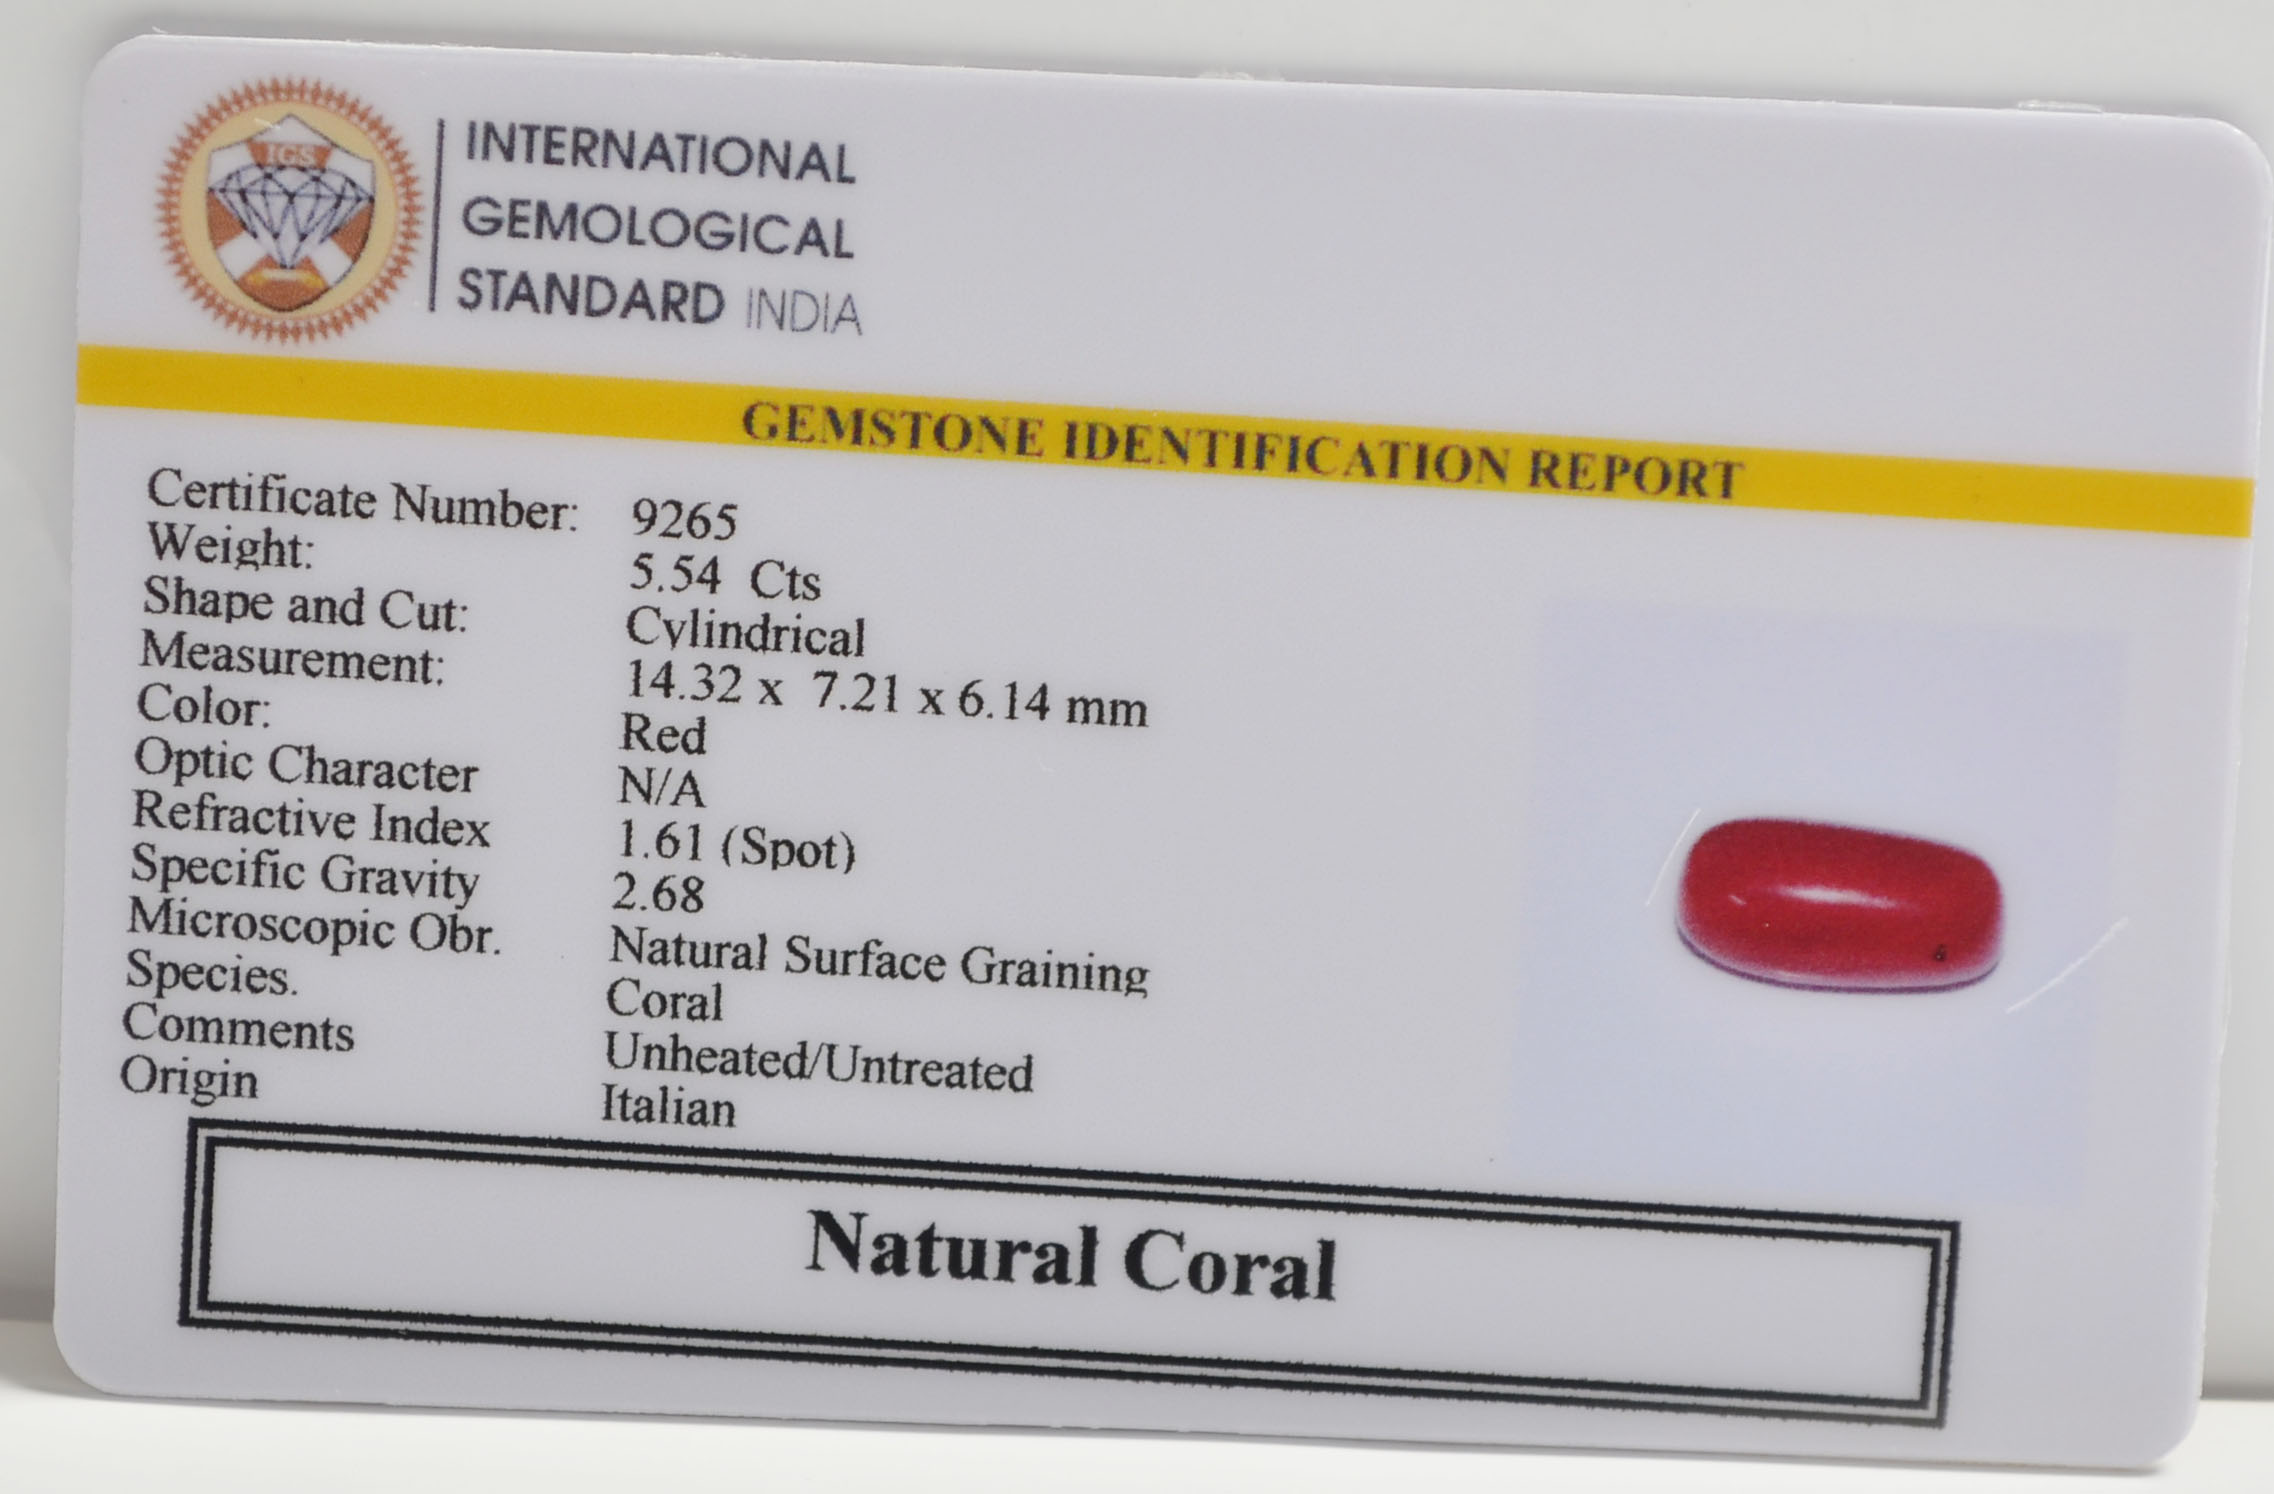 IGS
INTERNATIONAL
GEMOLOGICAL
STANDARD INDIA
GEMSTONE IDENTIFICATION REPORT
Certificate Number: 9265
Weight: 5.54 Cts
Shape and Cut: Cylindrical
Measurement: 14.32 x 7.21 x 6.14 mm
Color: Red
Optic Character N/A
Refractive Index 1.61 (Spot)
Specific Gravity 2.68
Microscopic Obr. Natural Surface Graining
Species. Coral
Comments Unheated/Untreated
Origin Italian
Natural Coral